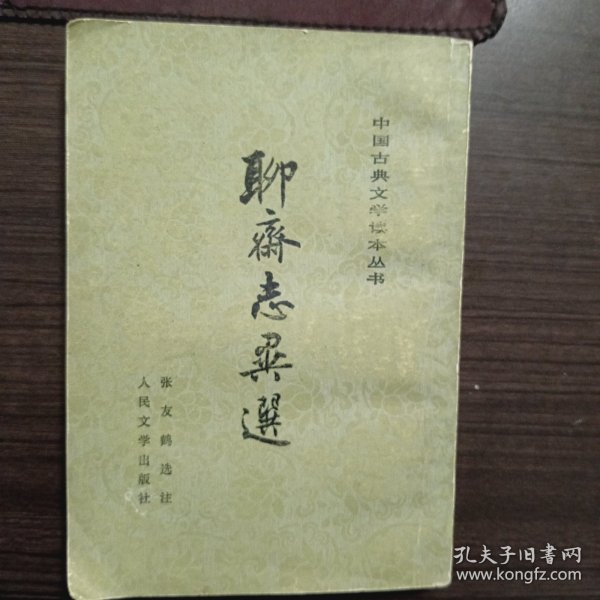 中国古典文学读本丛书
聊齋志異選
张友鹤选注
人民文学出版社
孔夫子旧书网
www.kongfz.com